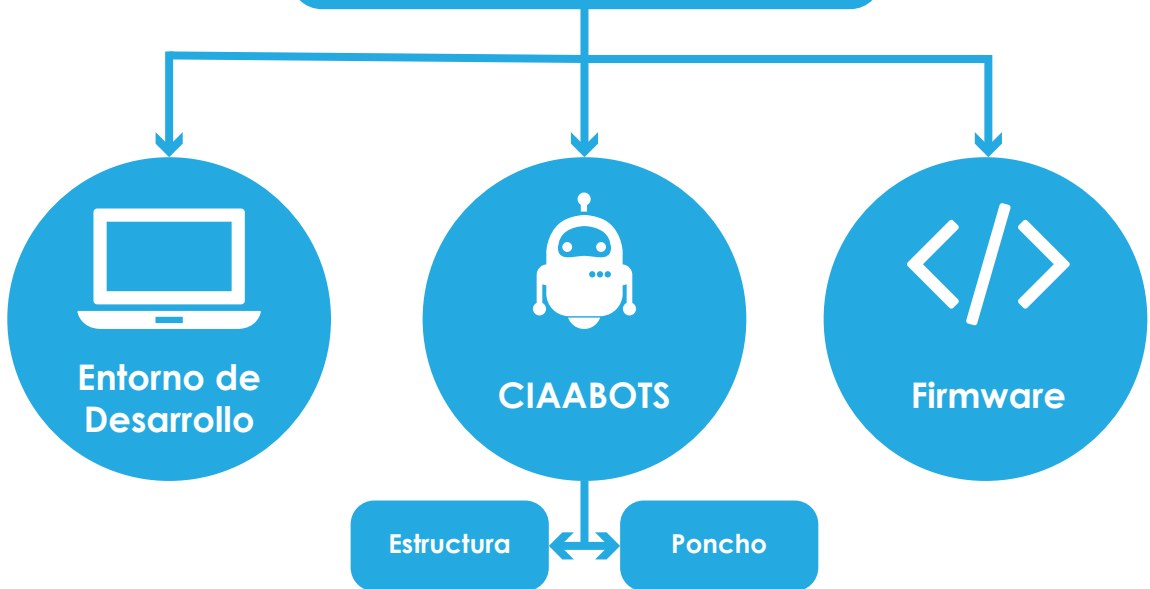 Entorno de
Desarrollo
CIAABOTS
Firmware
Estructura
Poncho